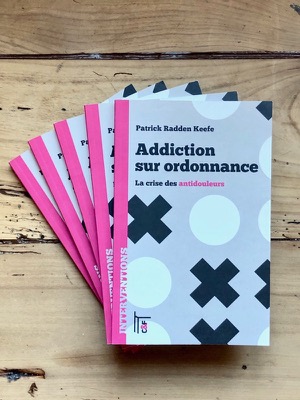 Patrick Radden Keefe
Addiction
sur ordonnance
La crise des antidouleurs
INTERVENTIONS
C&F